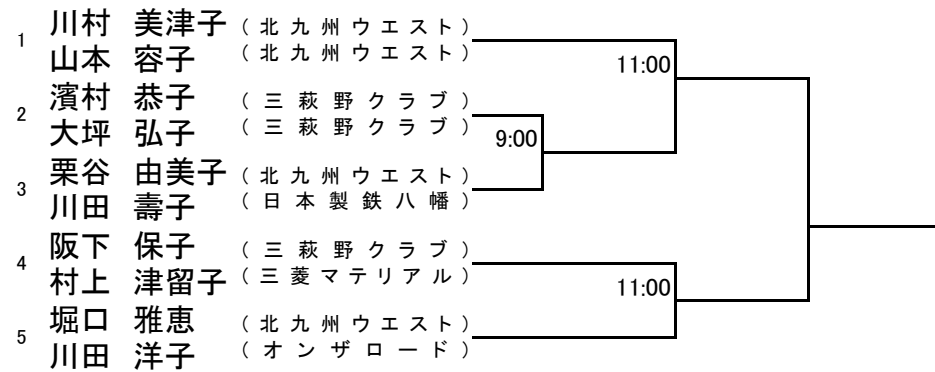 1 川村 美津子 (北九州ウエスト)
山本 容子 (北九州ウエスト)
11:00
2 濱村 恭子 (三萩野クラブ)
大坪 弘子 (三萩野クラブ)
9:00
3 栗谷 由美子 (北九州ウエスト)
川田 壽子 (日本製鉄八幡)
4 阪下 保子 (三萩野クラブ)
村上 津留子 (三菱マテリアル)
11:00
5 堀口 雅恵 (北九州ウエスト)
川田 洋子 (オンザロード)